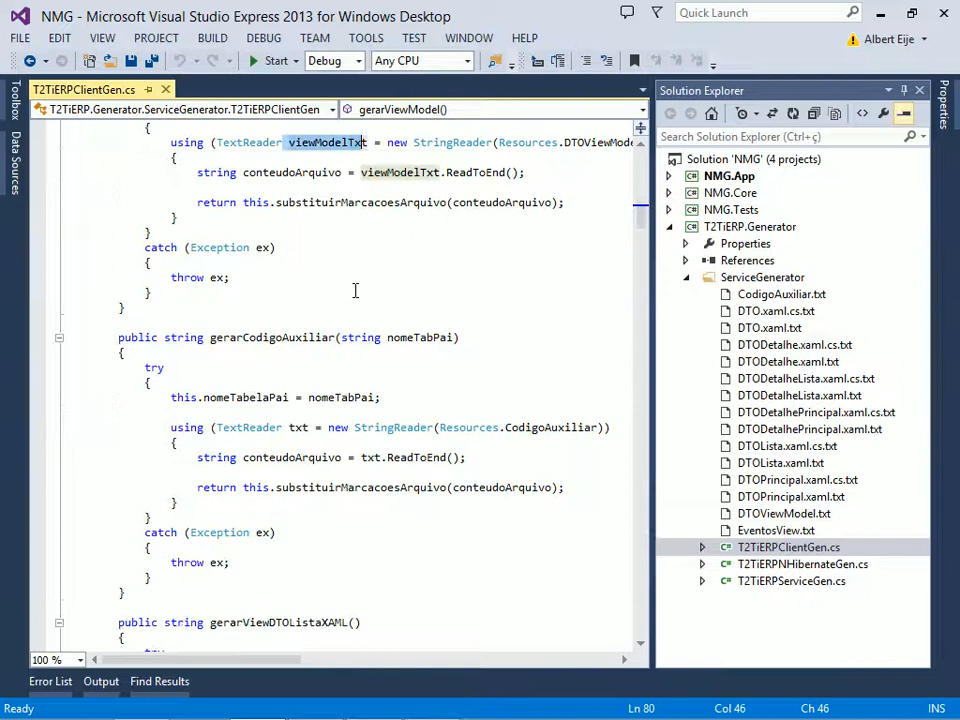 NMG - Microsoft Visual Studio Express 2013 for Windows Desktop
Quick Launch
FILE EDIT VIEW PROJECT BUILD DEBUG TEAM TOOLS TEST WINDOW HELP
Albert Eije
Start Debug Any CPU
Toolbox
Data Sources
T2TiERPClientGen.cs
T2TiERP.Generator.ServiceGenerator.T2TiERPClientGen gerarViewModel()
{
using (TextReader viewModelTxt = new StringReader(Resources.DTOViewMode
{
string conteudoArquivo = viewModelTxt.ReadToEnd();
return this.substituirMarcacoesArquivo(conteudoArquivo);
}
}
catch (Exception ex)
{
throw ex;
}
}
public string gerarCodigoAuxiliar(string nomeTabPai)
{
try
{
this.nomeTabelaPai = nomeTabPai;
using (TextReader txt = new StringReader(Resources.CodigoAuxiliar))
{
string conteudoArquivo = txt.ReadToEnd();
return this.substituirMarcacoesArquivo(conteudoArquivo);
}
}
catch (Exception ex)
{
throw ex;
}
}
public string gerarViewDTOListaXAML()
{
100 %
Solution Explorer
Search Solution Explorer (Ctrl+ç)
Solution 'NMG' (4 projects)
NMG.App
NMG.Core
NMG.Tests
T2TiERP.Generator
Properties
References
ServiceGenerator
CodigoAuxiliar.txt
DTO.xaml.cs.txt
DTO.xaml.txt
DTODetalhe.xaml.cs.txt
DTODetalhe.xaml.txt
DTODetalheLista.xaml.cs.txt
DTODetalheLista.xaml.txt
DTODetalhePrincipal.xaml.cs.txt
DTODetalhePrincipal.xaml.txt
DTOLista.xaml.cs.txt
DTOLista.xaml.txt
DTOPrincipal.xaml.cs.txt
DTOPrincipal.xaml.txt
DTOViewModel.txt
EventosView.txt
C# T2TiERPClientGen.cs
C# T2TiERPNHibernateGen.cs
C# T2TiERPServiceGen.cs
Properties
Error List Output Find Results
Ready Ln 80 Col 46 Ch 46 INS